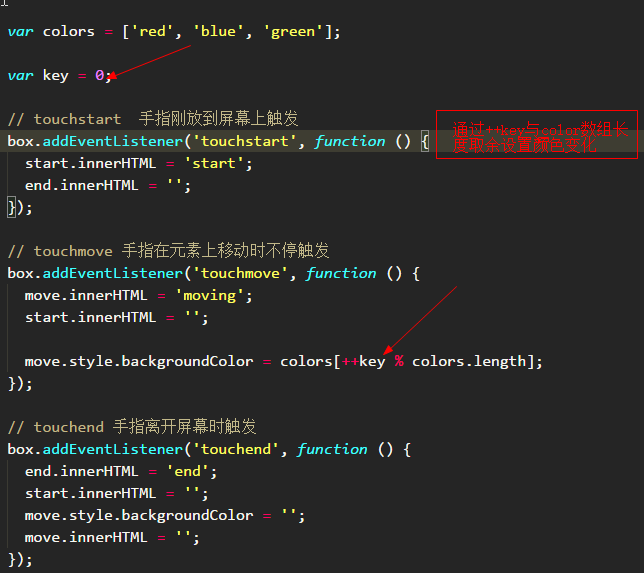 var colors = ['red', 'blue', 'green'];
var key = 0;
// touchstart 手指刚放到屏幕上触发
box.addEventListener('touchstart', function () {
通过++key与color数组长
度取余设置颜色变化
start.innerHTML = 'start';
end.innerHTML = '';
});
// touchmove 手指在元素上移动时不停触发
box.addEventListener('touchmove', function () {
move.innerHTML = 'moving';
start.innerHTML = '';
move.style.backgroundColor = colors[++key % colors.length];
});
// touchend 手指离开屏幕时触发
box.addEventListener('touchend', function () {
end.innerHTML = 'end';
start.innerHTML = '';
move.style.backgroundColor = '';
move.innerHTML = '';
});